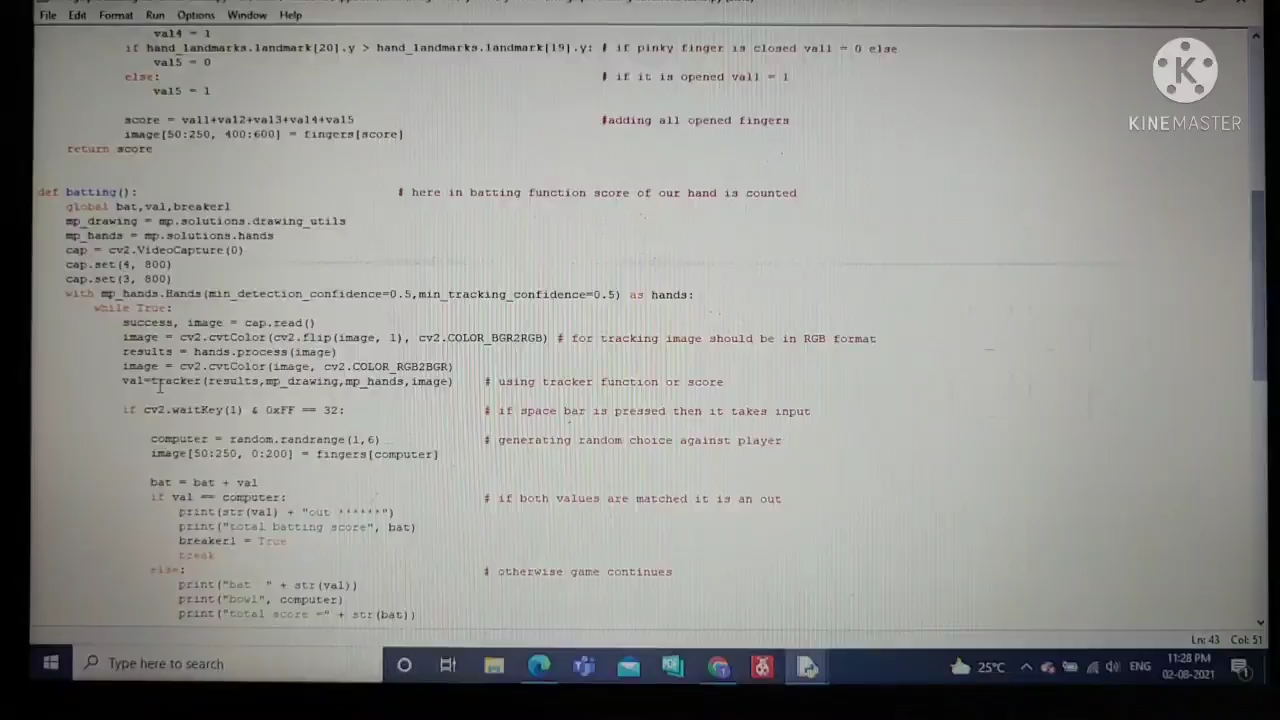 File Edit Format Run Options Window Help
val4 = 1
if hand_landmarks.landmark[20].y > hand_landmarks.landmark[19].y: # if pinky finger is closed val1 = 0 else
val5 = 0
else: # if it is opened val1 = 1
val5 = 1
score = val1+val2+val3+val4+val5 #adding all opened fingers
image[50:250, 400:600] = fingers[score]
return score
def batting(): # here in batting function score of our hand is counted
global bat,val,breaker1
mp_drawing = mp.solutions.drawing_utils
mp_hands = mp.solutions.hands
cap = cv2.VideoCapture(0)
cap.set(4, 800)
cap.set(3, 800)
with mp_hands.Hands(min_detection_confidence=0.5,min_tracking_confidence=0.5) as hands:
while True:
success, image = cap.read()
image = cv2.cvtColor(cv2.flip(image, 1), cv2.COLOR_BGR2RGB) # for tracking image should be in RGB format
results = hands.process(image)
image = cv2.cvtColor(image, cv2.COLOR_RGB2BGR)
val=tracker(results,mp_drawing,mp_hands,image) # using tracker function or score
if cv2.waitKey(1) & 0xFF == 32: # if space bar is pressed then it takes input
computer = random.randrange(1,6) # generating random choice against player
image[50:250, 0:200] = fingers[computer]
bat = bat + val
if val == computer: # if both values are matched it is an out
print(str(val) + "out ******")
print("total batting score", bat)
breaker1 = True
break
else: # otherwise game continues
print("bat  " + str(val))
print("bowl", computer)
print("total score =" + str(bat))
Ln: 43 Col: 51
Type here to search
25°C
ENG
11:28 PM
02-08-2021
K
KINEMASTER